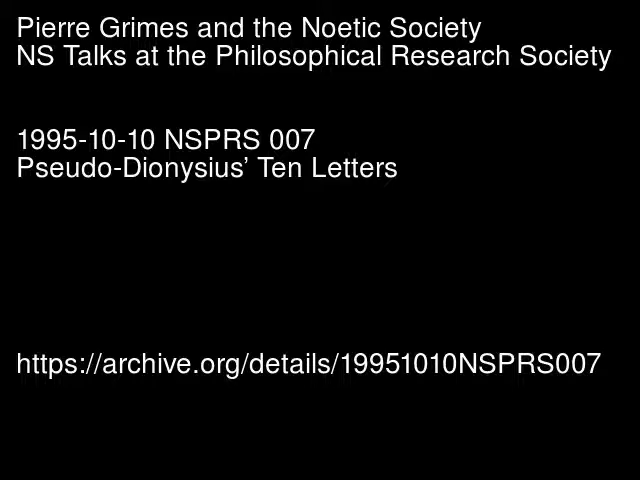 Pierre Grimes and the Noetic Society
NS Talks at the Philosophical Research Society
1995-10-10 NSPRS 007
Pseudo-Dionysius’ Ten Letters
https://archive.org/details/19951010NSPRS007